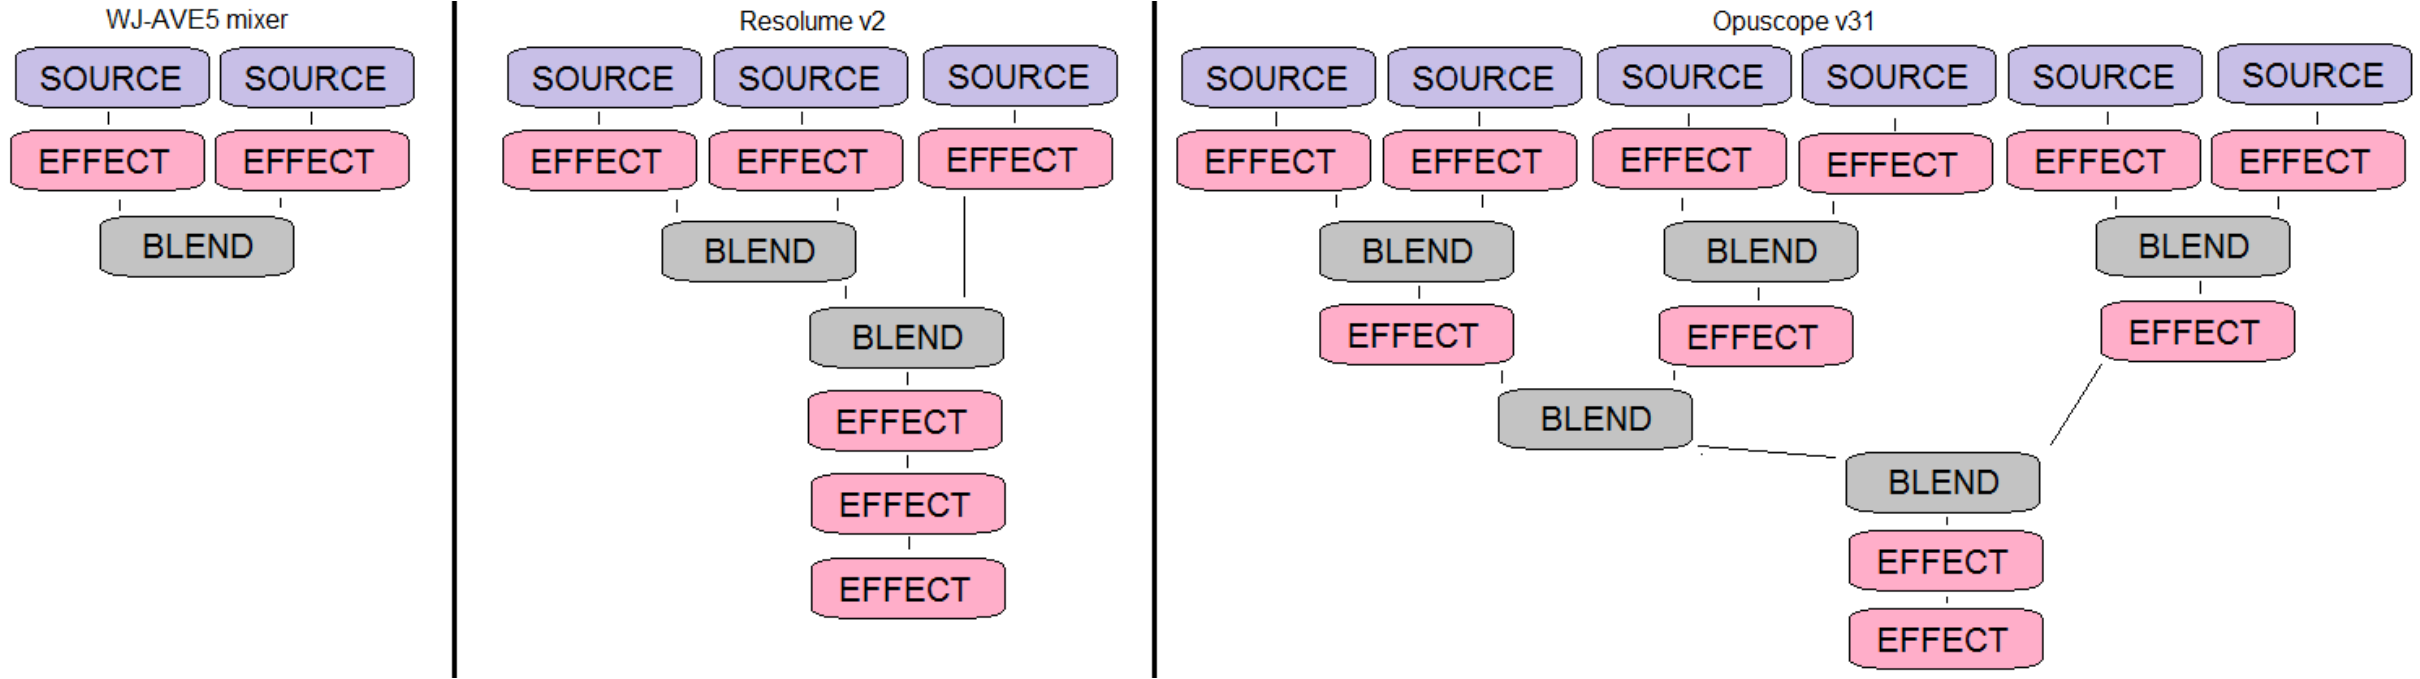 WJ-AVE5 mixer
SOURCE SOURCE
EFFECT EFFECT
BLEND
Resolume v2
SOURCE SOURCE SOURCE
EFFECT EFFECT EFFECT
BLEND
BLEND
EFFECT
EFFECT
EFFECT
Opuscope v31
SOURCE SOURCE SOURCE SOURCE SOURCE SOURCE
EFFECT EFFECT EFFECT EFFECT EFFECT EFFECT
BLEND BLEND BLEND
EFFECT EFFECT EFFECT
BLEND
BLEND
EFFECT
EFFECT